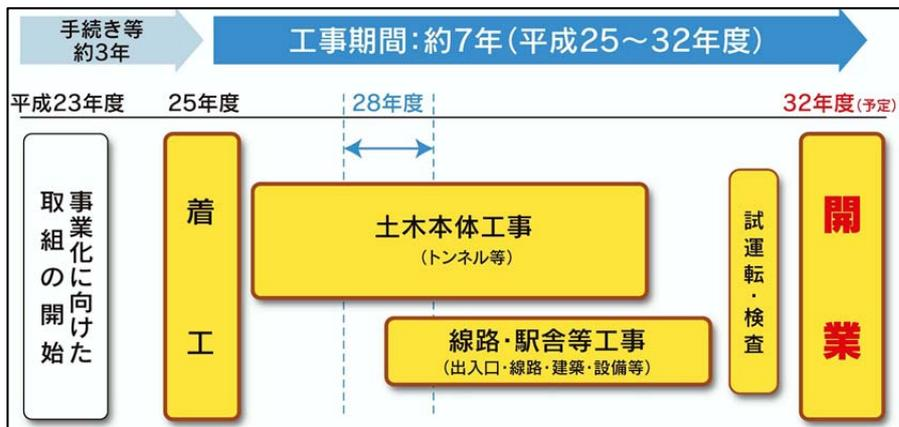 手続き等
約3年
工事期間：約7年（平成25～32年度）
平成23年度
25年度
28年度
32年度(予定)
事業化に向けた
取組の開始
着工
土木本体工事
（トンネル等）
線路・駅舎等工事
（出入口・線路・建築・設備等）
試運転・検査
開業